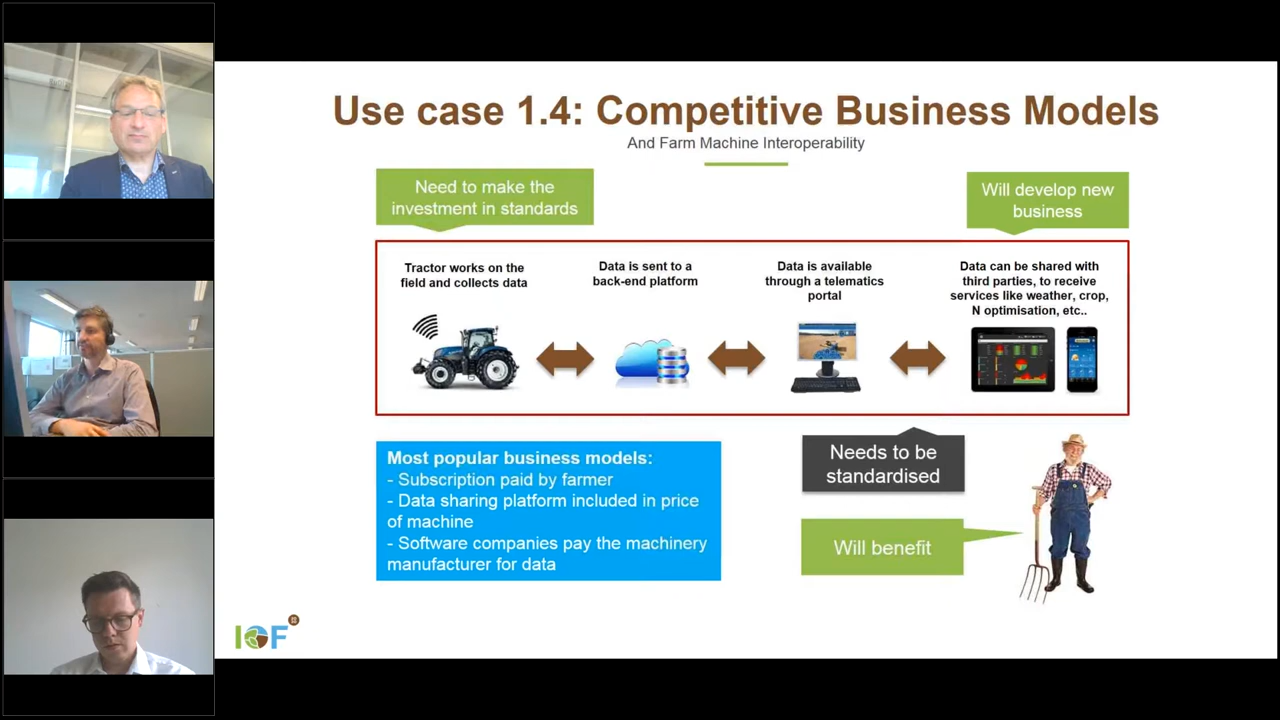 Use case 1.4: Competitive Business Models
And Farm Machine Interoperability
Need to make the
investment in standards
Will develop new
business
Tractor works on the
field and collects data
Data is sent to a
back-end platform
Data is available
through a telematics
portal
Data can be shared with
third parties, to receive
services like weather, crop,
N optimisation, etc..
Most popular business models:
- Subscription paid by farmer
- Data sharing platform included in price
of machine
- Software companies pay the machinery
manufacturer for data
Needs to be
standardised
Will benefit
IOF